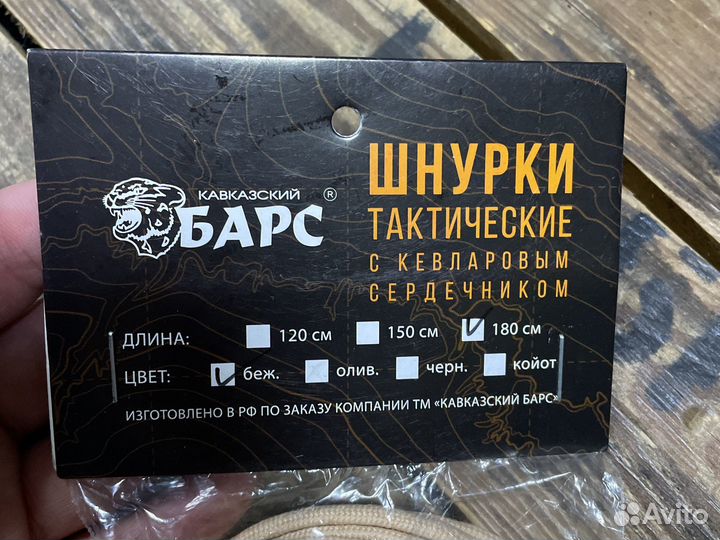 КАВКАЗСКИЙ ®
БАРС
ШНУРКИ
ТАКТИЧЕСКИЕ
С КЕВЛАРОВЫМ
СЕРДЕЧНИКОМ
ДЛИНА: 120 см 150 см 180 см
ЦВЕТ: беж. олив. черн. койот
ИЗГОТОВЛЕНО В РФ ПО ЗАКАЗУ КОМПАНИИ ТМ «КАВКАЗСКИЙ БАРС»
Avito